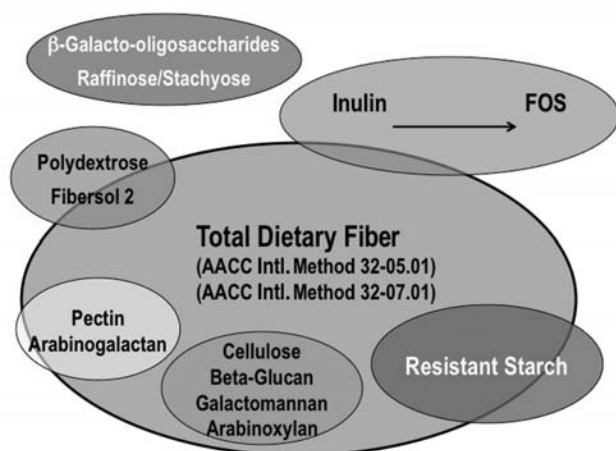 β-Galacto-oligosaccharides
Raffinose/Stachyose
Inulin FOS
Polydextrose
Fibersol 2
Total Dietary Fiber
(AACC Intl. Method 32-05.01)
(AACC Intl. Method 32-07.01)
Pectin
Arabinogalactan
Cellulose
Beta-Glucan
Galactomannan
Arabinoxylan
Resistant Starch